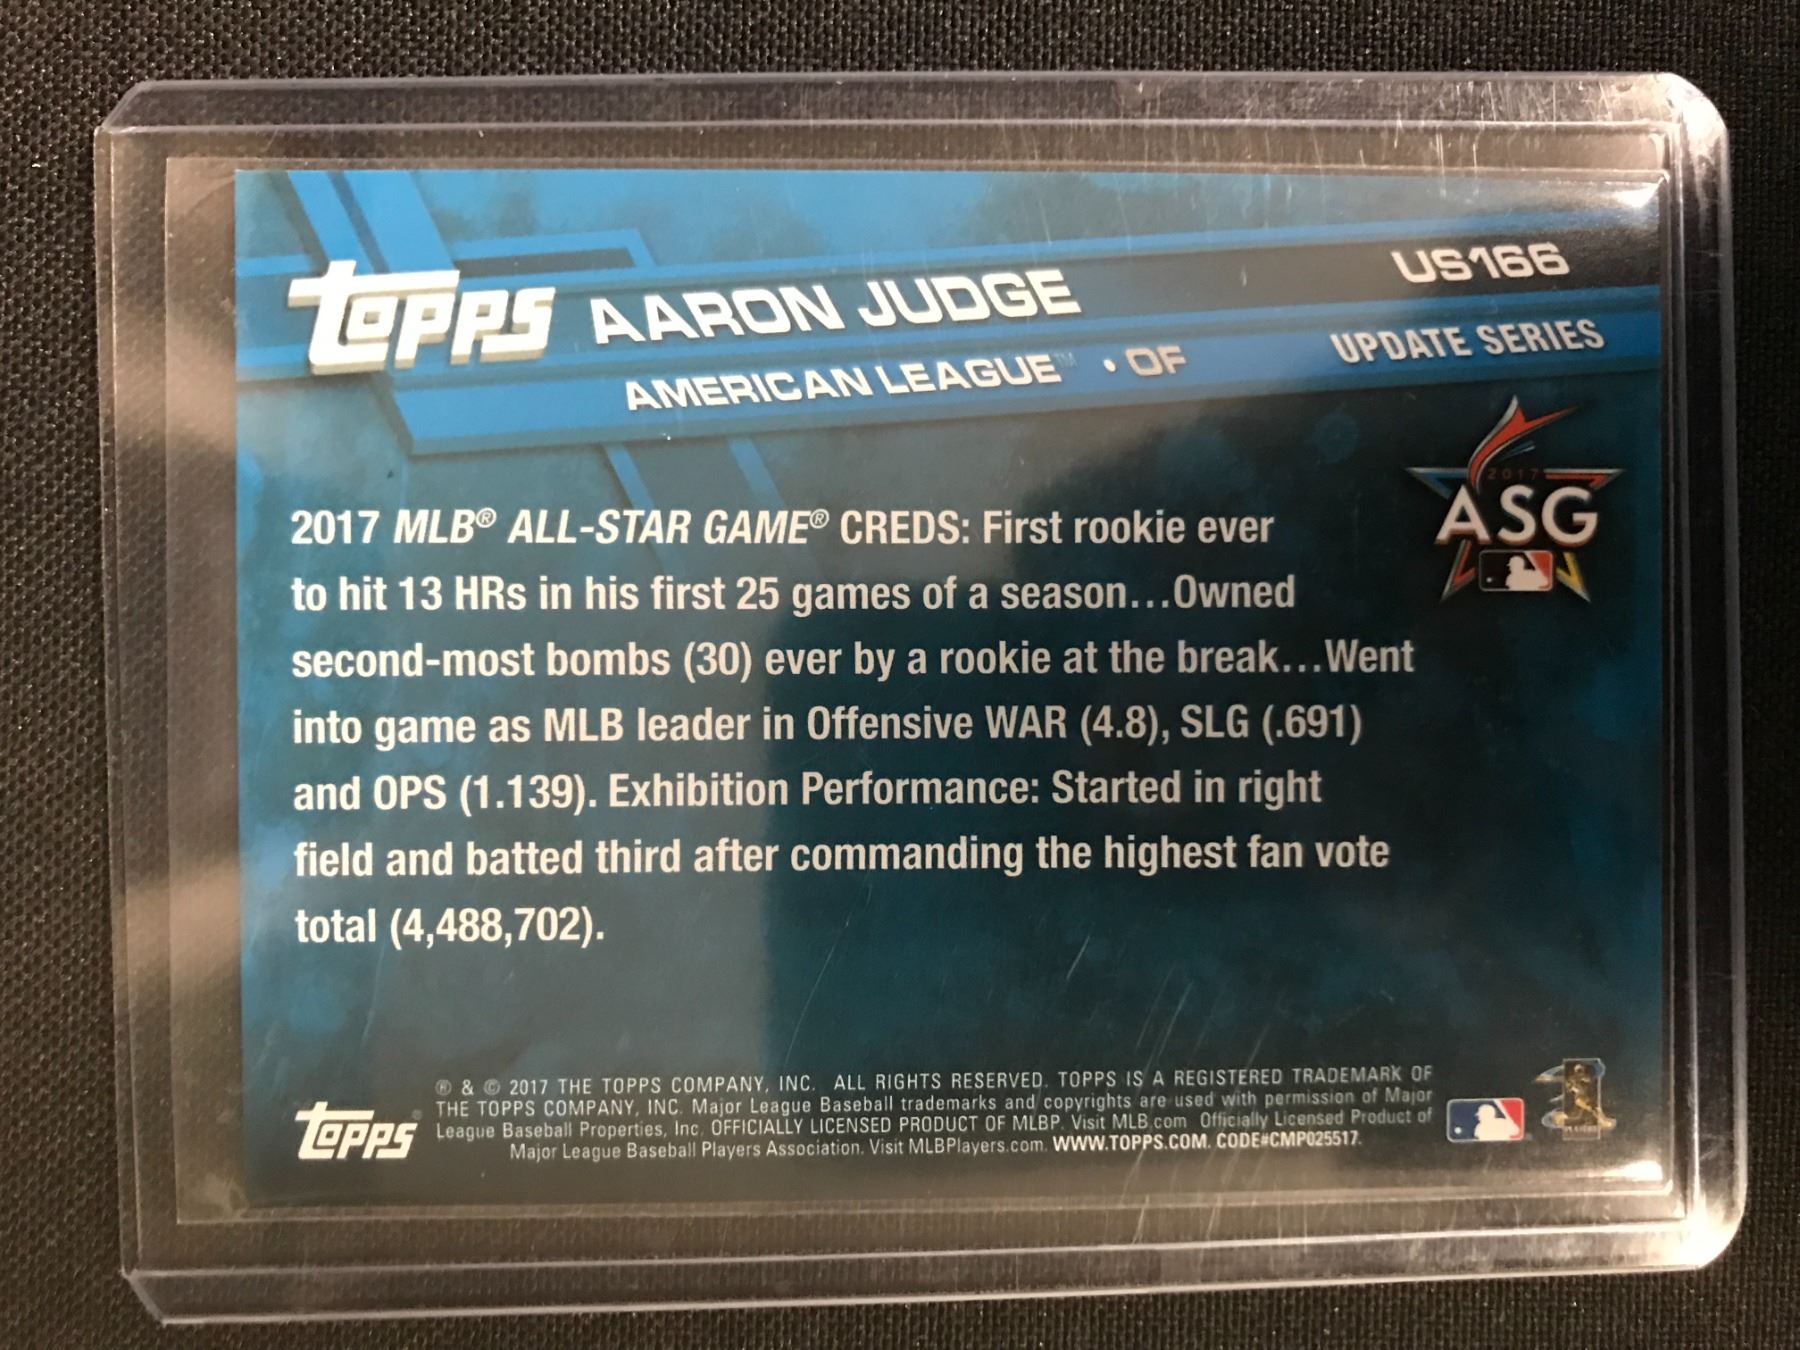 US166
TOPPS AARON JUDGE
AMERICAN LEAGUE™ • OF
UPDATE SERIES
2017
ASG
2017 MLB® ALL-STAR GAME® CREDS: First rookie ever
to hit 13 HRs in his first 25 games of a season...Owned
second-most bombs (30) ever by a rookie at the break...Went
into game as MLB leader in Offensive WAR (4.8), SLG (.691)
and OPS (1.139). Exhibition Performance: Started in right
field and batted third after commanding the highest fan vote
total (4,488,702).
® & © 2017 THE TOPPS COMPANY, INC. ALL RIGHTS RESERVED. TOPPS IS A REGISTERED TRADEMARK OF
THE TOPPS COMPANY, INC. Major League Baseball trademarks and copyrights are used with permission of Major
League Baseball Properties, Inc. OFFICIALLY LICENSED PRODUCT OF MLBP. Visit MLB.com Officially Licensed Product of
Major League Baseball Players Association. Visit MLBPlayers.com. WWW.TOPPS.COM. CODE#CMP025517.
TOPPS®
PLAYERS